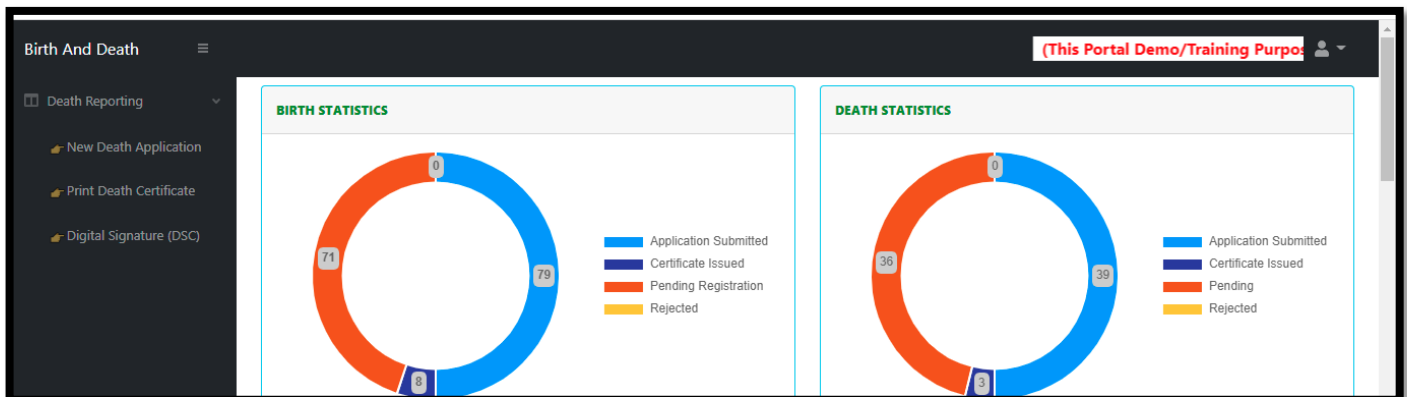 Birth And Death
(This Portal Demo/Training Purpos
Death Reporting
New Death Application
Print Death Certificate
Digital Signature (DSC)
BIRTH STATISTICS
0
71
79
8
Application Submitted
Certificate Issued
Pending Registration
Rejected
DEATH STATISTICS
0
36
39
3
Application Submitted
Certificate Issued
Pending
Rejected